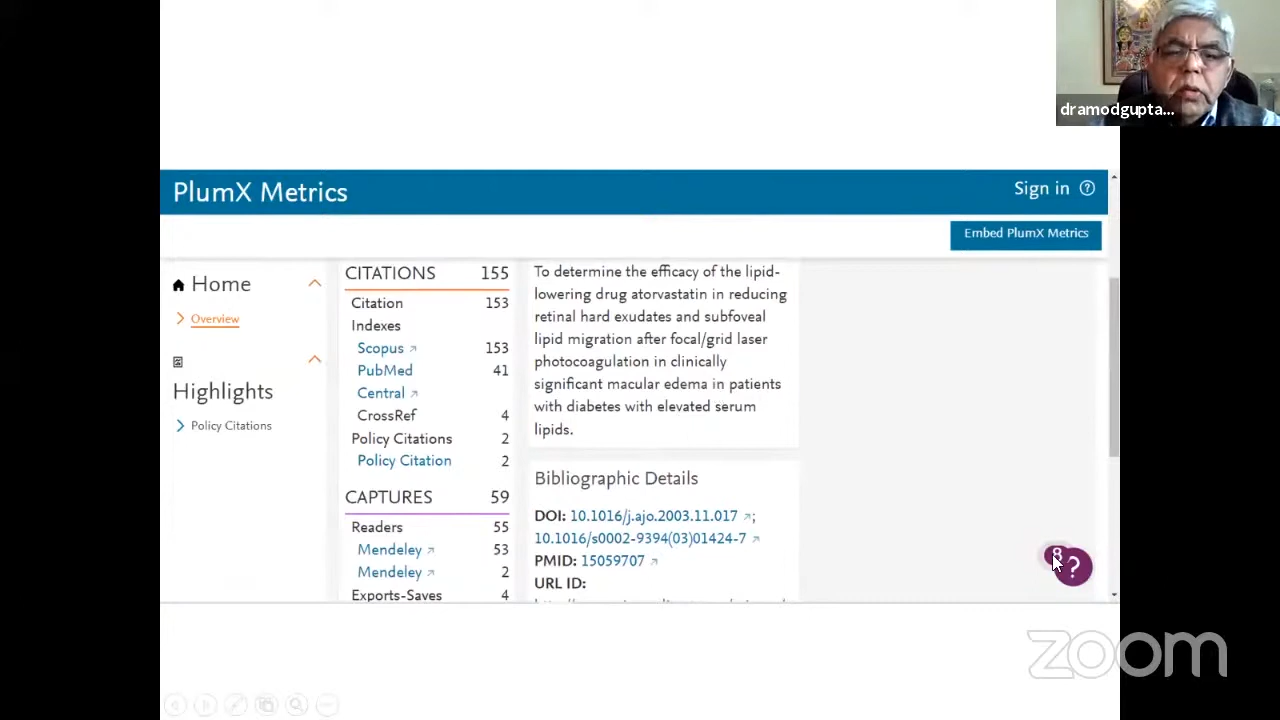 dramodgupta...
PlumX Metrics
Sign in ?
Embed PlumX Metrics
Home
Overview
Highlights
Policy Citations
CITATIONS 155
Citation 153
Indexes
Scopus 153
PubMed 41
Central
CrossRef 4
Policy Citations 2
Policy Citation 2
CAPTURES 59
Readers 55
Mendeley 53
Mendeley 2
Exports-Saves 4
To determine the efficacy of the lipid-
lowering drug atorvastatin in reducing
retinal hard exudates and subfoveal
lipid migration after focal/grid laser
photocoagulation in clinically
significant macular edema in patients
with diabetes with elevated serum
lipids.
Bibliographic Details
DOI: 10.1016/j.ajo.2003.11.017 ;
10.1016/s0002-9394(03)01424-7
PMID: 15059707
URL ID:
8
?
zoom